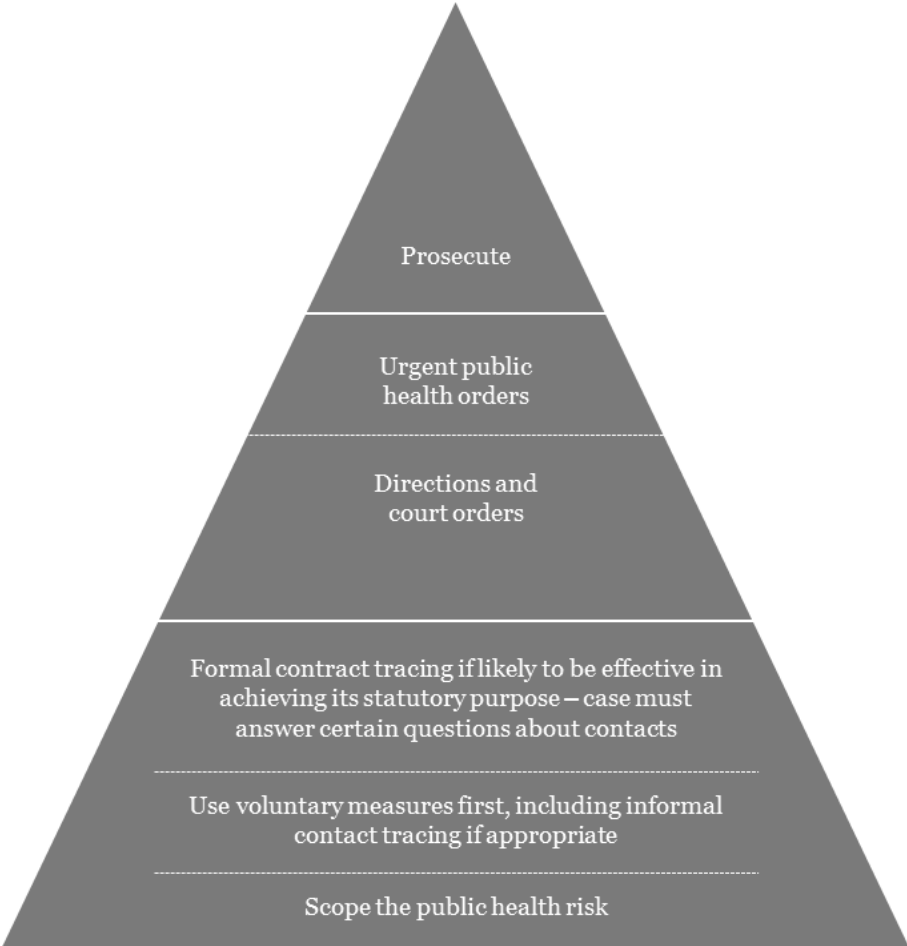 Prosecute
Urgent public
health orders
Directions and
court orders
Formal contract tracing if likely to be effective in
achieving its statutory purpose – case must
answer certain questions about contacts
Use voluntary measures first, including informal
contact tracing if appropriate
Scope the public health risk